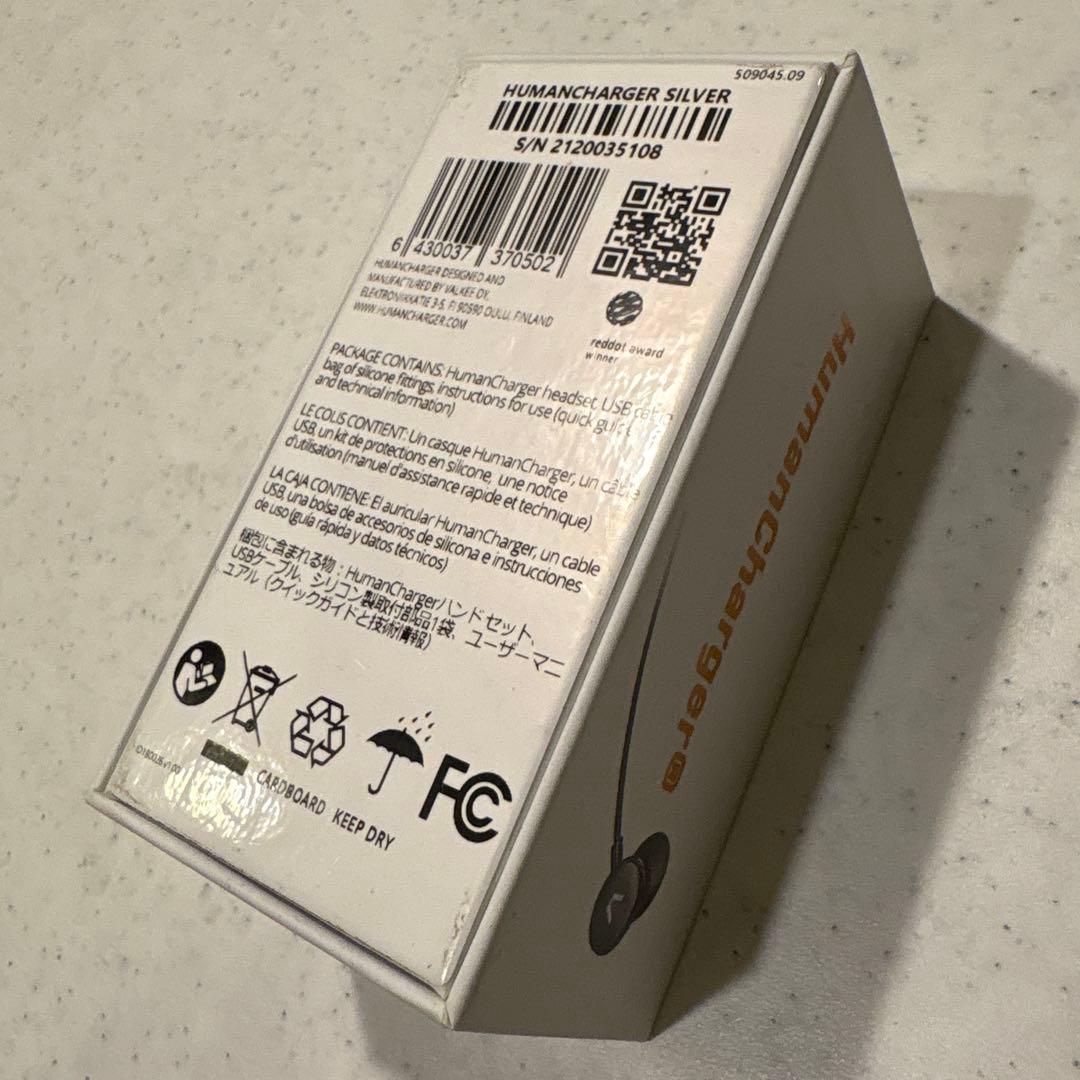 509045.09
HUMANCHARGER SILVER
S/N 2120035108
6 430037 370502
HUMANCHARGER DESIGNED AND
MANUFACTURED BY VALKEE OY,
ELEKTRONIIKKATIE 3-5, FI 90590 OULU, FINLAND
WWW.HUMANCHARGER.COM
reddot award
winner
PACKAGE CONTAINS: HumanCharger headset, USB cable
bag of silicone fittings, instructions for use (quick guide
and technical information)
LE COLIS CONTIENT: Un casque HumanCharger, un câble
USB, un kit de protections en silicone, une notice
d'utilisation (manuel d'assistance rapide et technique)
LA CAJA CONTIENE: El auricular HumanCharger, un cable
USB, una bolsa de accesorios de silicona e instrucciones
de uso (guía rápida y datos técnicos)
梱包に含まれる物：HumanChargerハンドセット、
USBケーブル、シリコン製取付部品1袋、ユーザーマニ
ュアル（クイックガイドと技術情報）
CARDBOARD KEEP DRY
FC
HumanCharger®